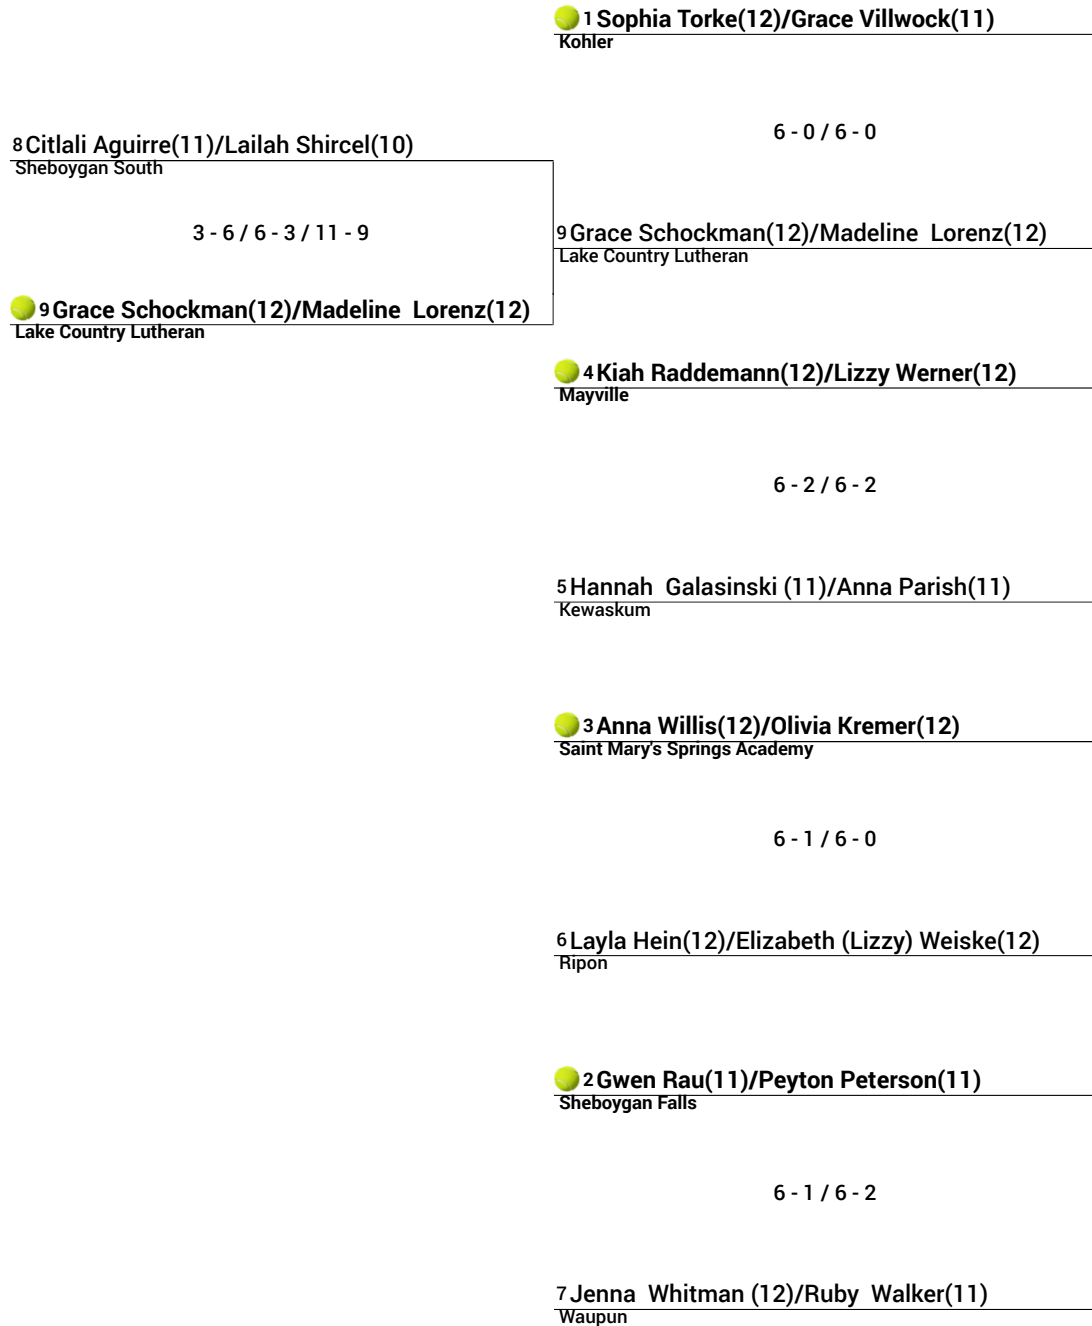 1 Sophia Torke(12)/Grace Villwock(11)
Kohler
6 - 0 / 6 - 0
8 Citlali Aguirre(11)/Lailah Shircel(10)
Sheboygan South
3 - 6 / 6 - 3 / 11 - 9
9 Grace Schockman(12)/Madeline  Lorenz(12)
Lake Country Lutheran
9 Grace Schockman(12)/Madeline  Lorenz(12)
Lake Country Lutheran
4 Kiah Raddemann(12)/Lizzy Werner(12)
Mayville
6 - 2 / 6 - 2
5 Hannah  Galasinski (11)/Anna Parish(11)
Kewaskum
3 Anna Willis(12)/Olivia Kremer(12)
Saint Mary's Springs Academy
6 - 1 / 6 - 0
6 Layla Hein(12)/Elizabeth (Lizzy) Weiske(12)
Ripon
2 Gwen Rau(11)/Peyton Peterson(11)
Sheboygan Falls
6 - 1 / 6 - 2
7 Jenna  Whitman (12)/Ruby  Walker(11)
Waupun